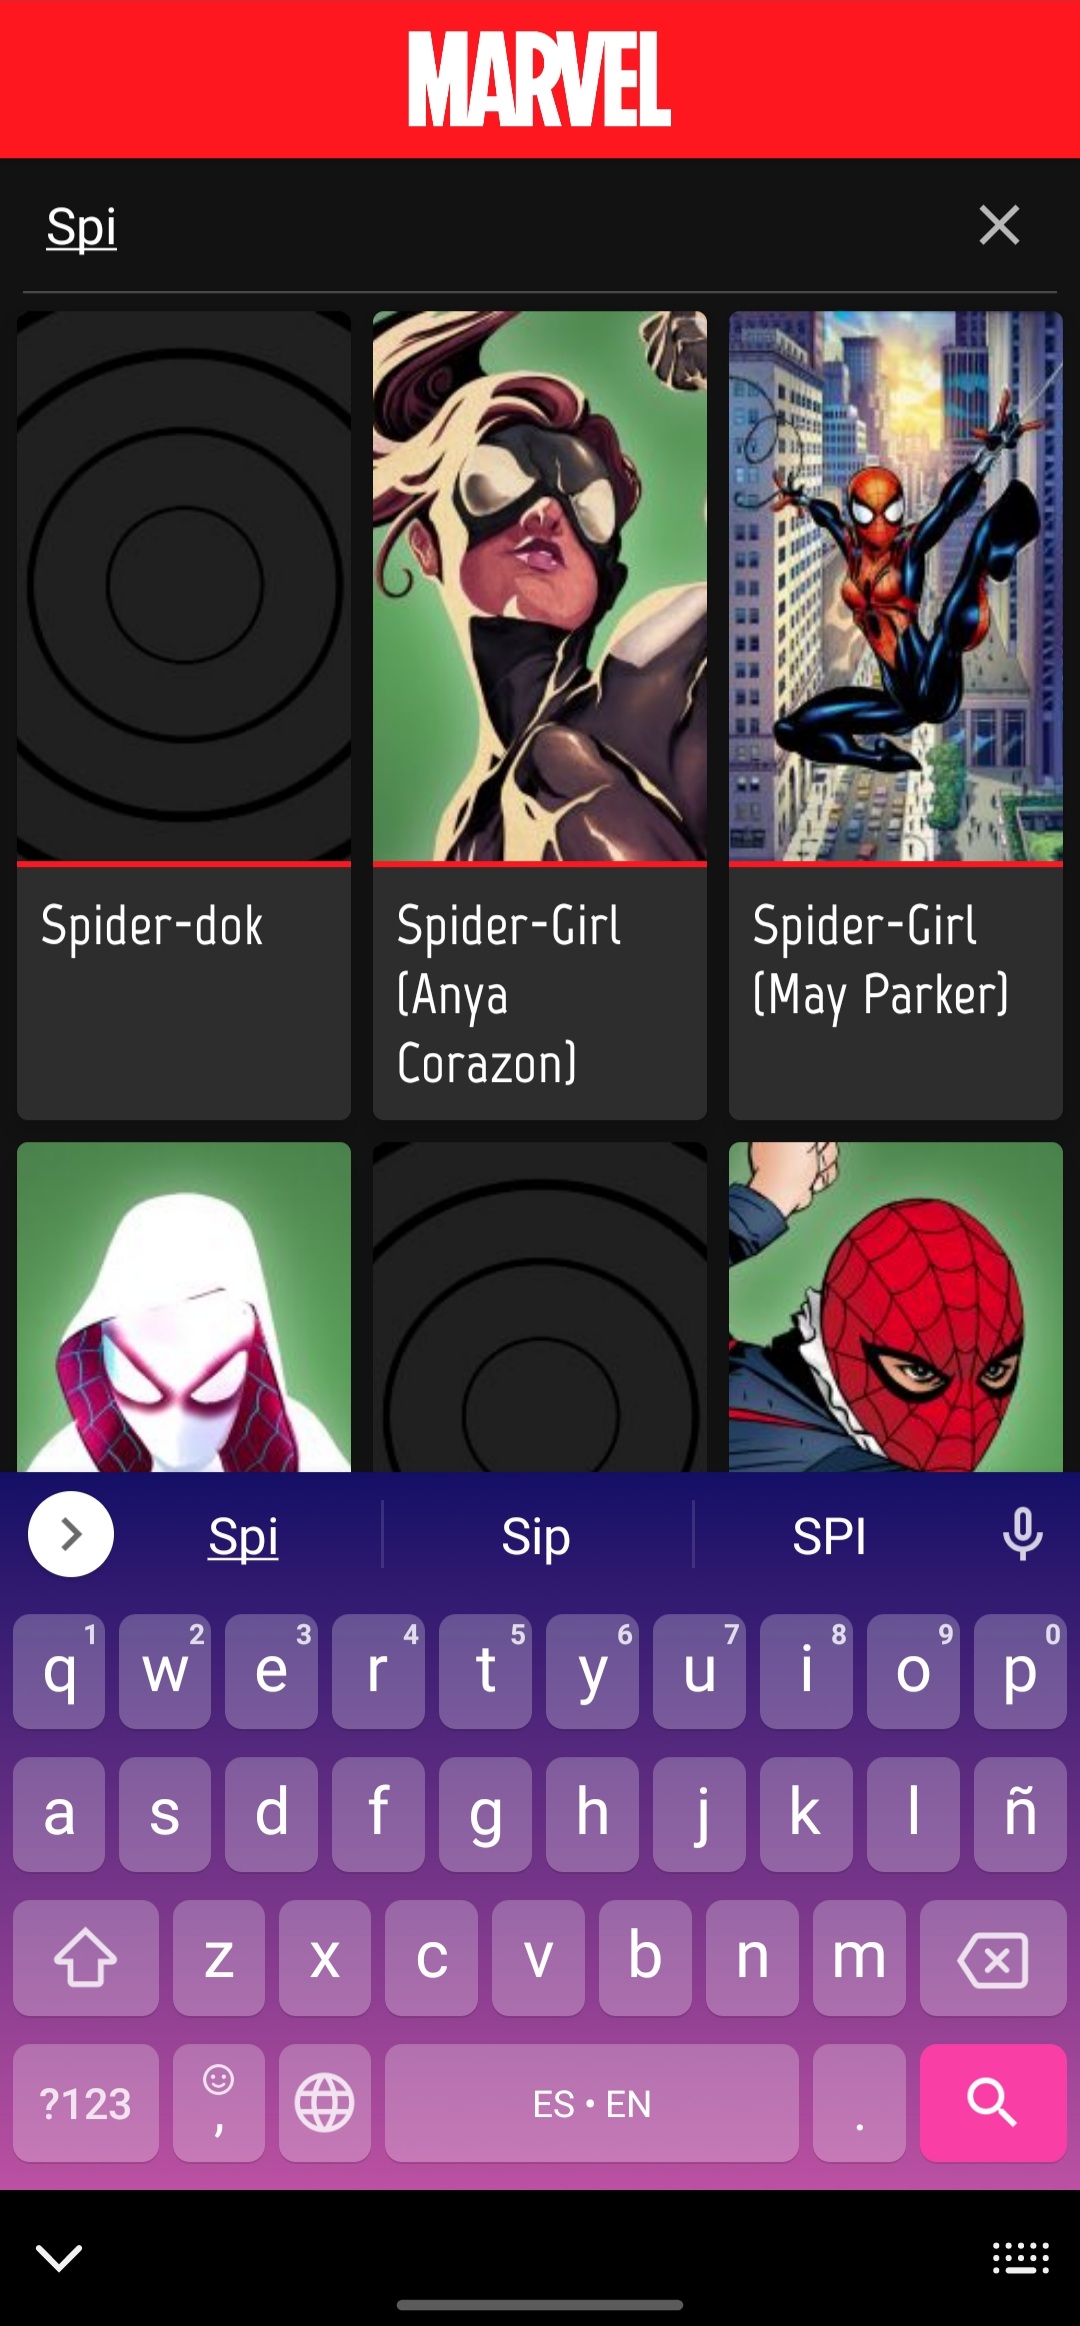 MARVEL
Spi
Spider-dok
Spider-Girl
(Anya
Corazon)
Spider-Girl
(May Parker)
Spi Sip SPI
1 2 3 4 5 6 7 8 9 0
q w e r t y u i o p
a s d f g h j k l ñ
z x c v b n m
?123 , ES • EN .